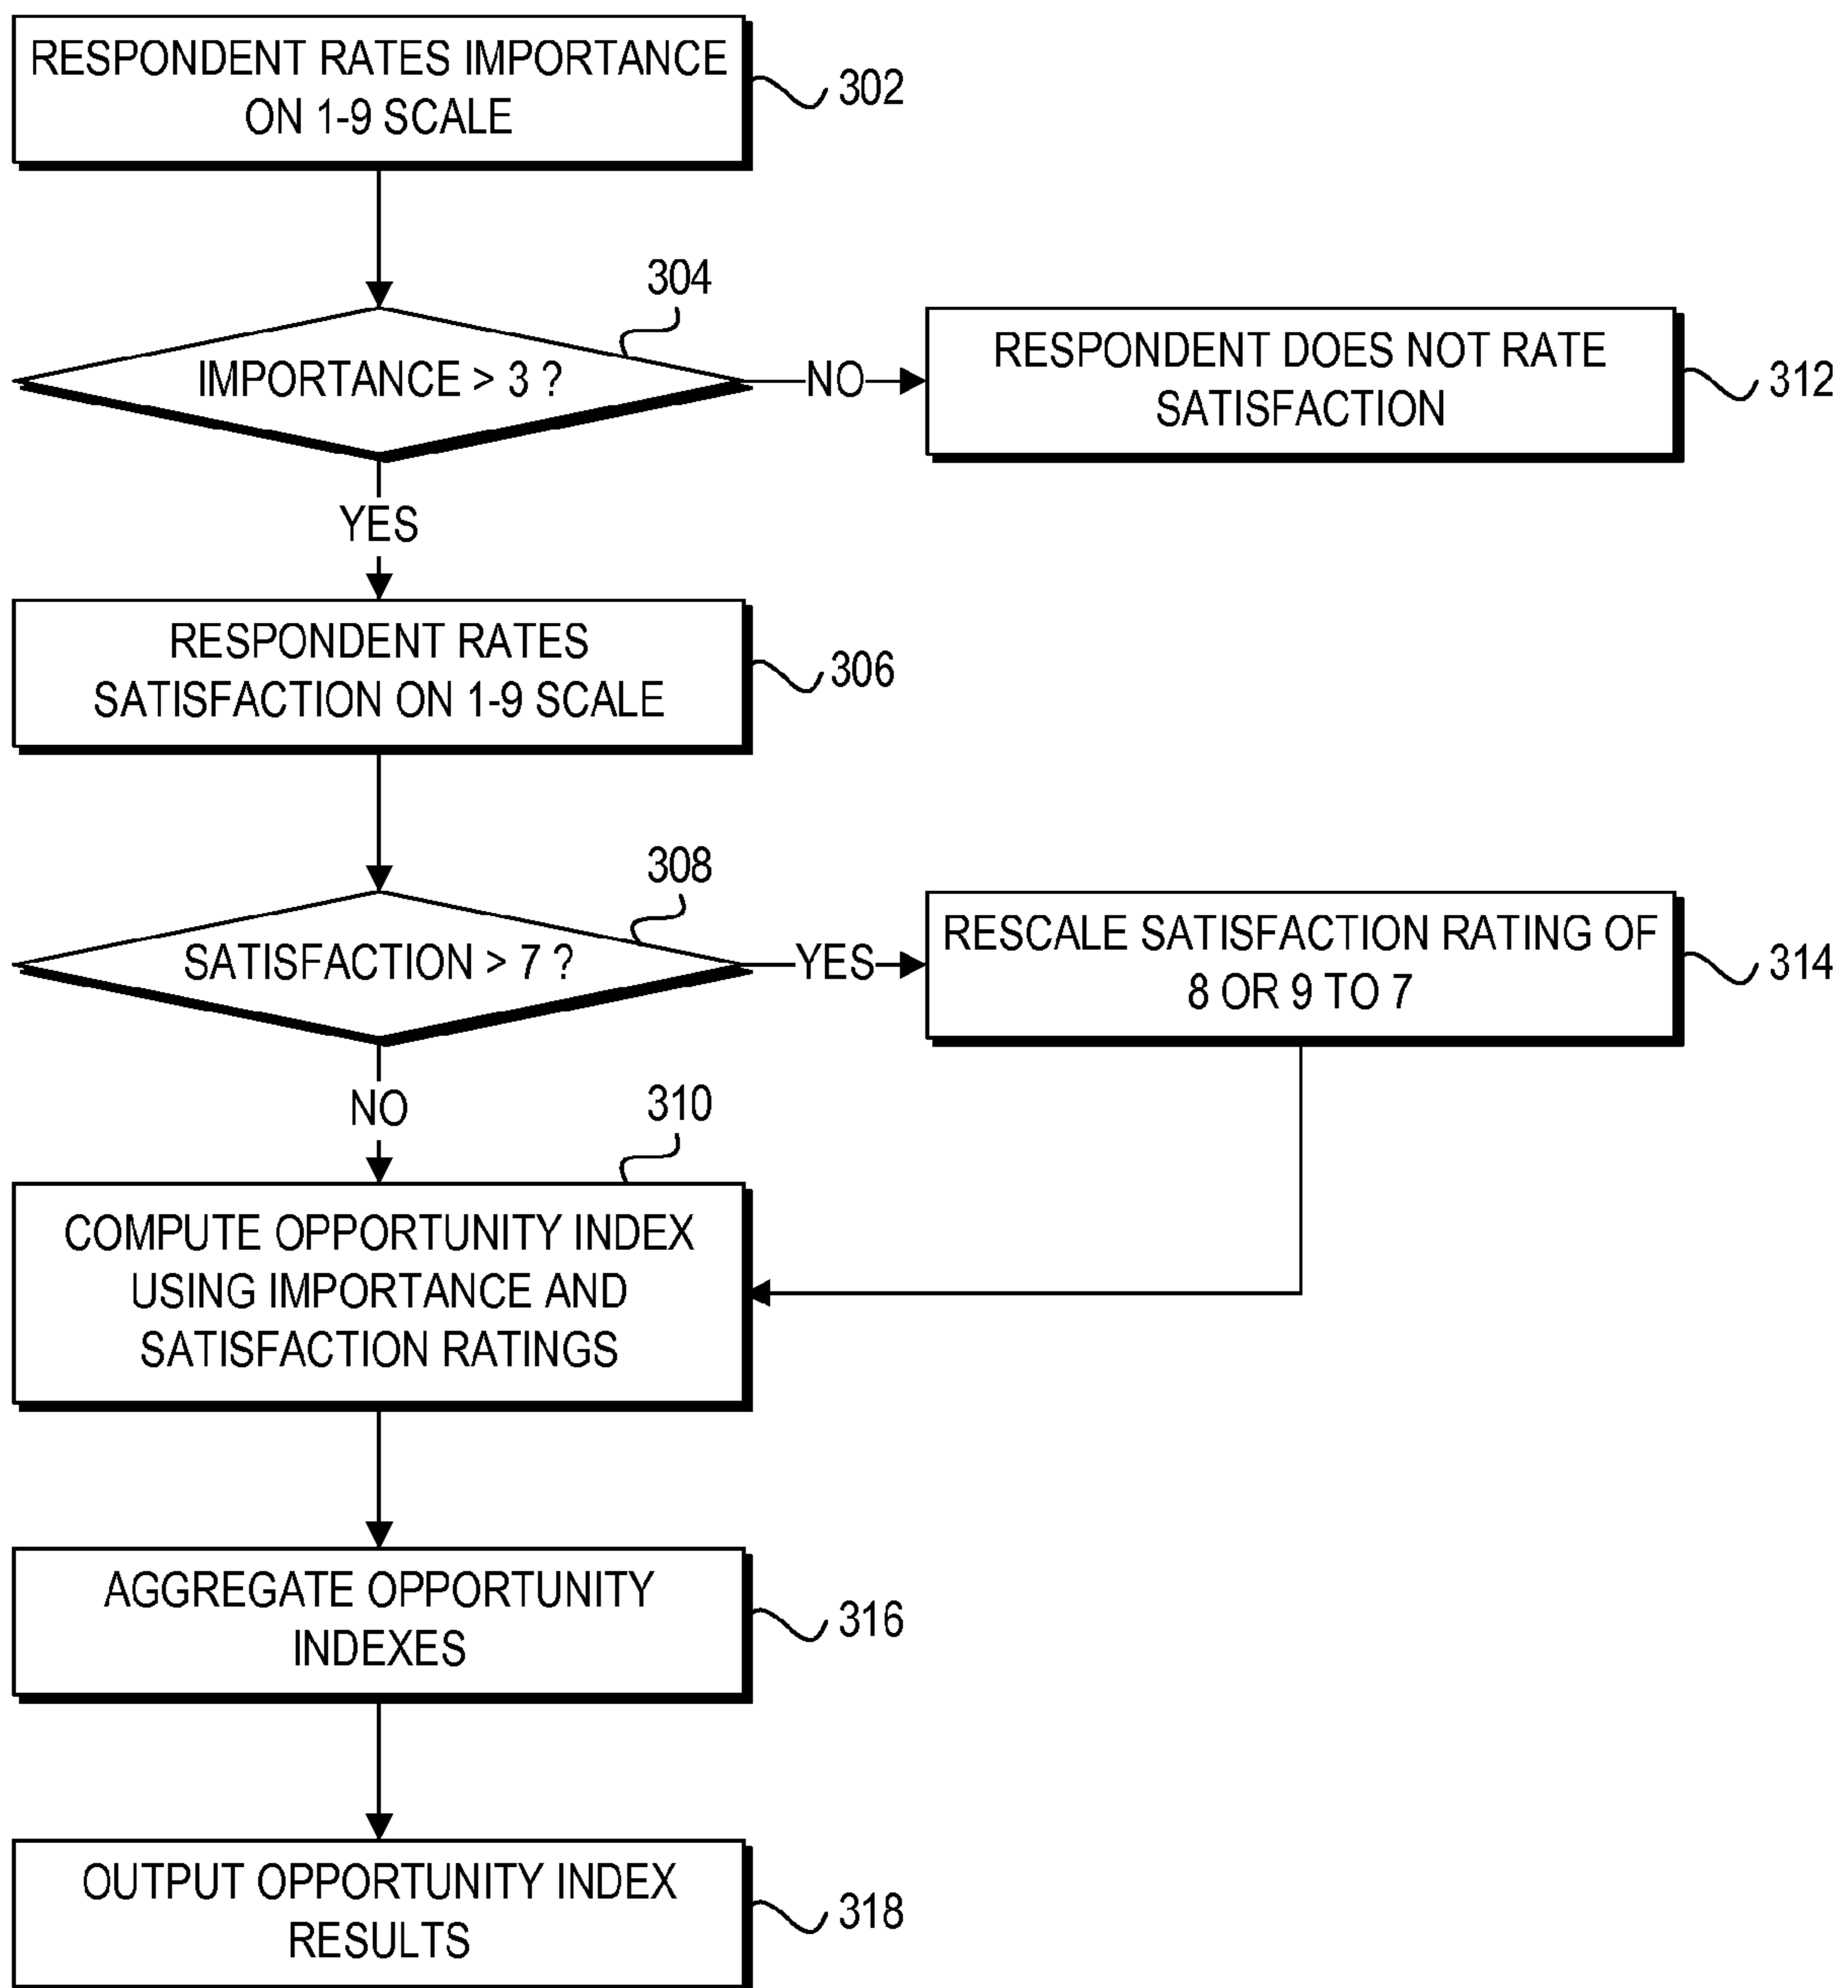 RESPONDENT RATES IMPORTANCE
ON 1-9 SCALE
302
304
IMPORTANCE > 3 ?
NO
RESPONDENT DOES NOT RATE
SATISFACTION
312
YES
RESPONDENT RATES
SATISFACTION ON 1-9 SCALE
306
308
SATISFACTION > 7 ?
YES
RESCALE SATISFACTION RATING OF
8 OR 9 TO 7
314
NO
310
COMPUTE OPPORTUNITY INDEX
USING IMPORTANCE AND
SATISFACTION RATINGS
AGGREGATE OPPORTUNITY
INDEXES
316
OUTPUT OPPORTUNITY INDEX
RESULTS
318